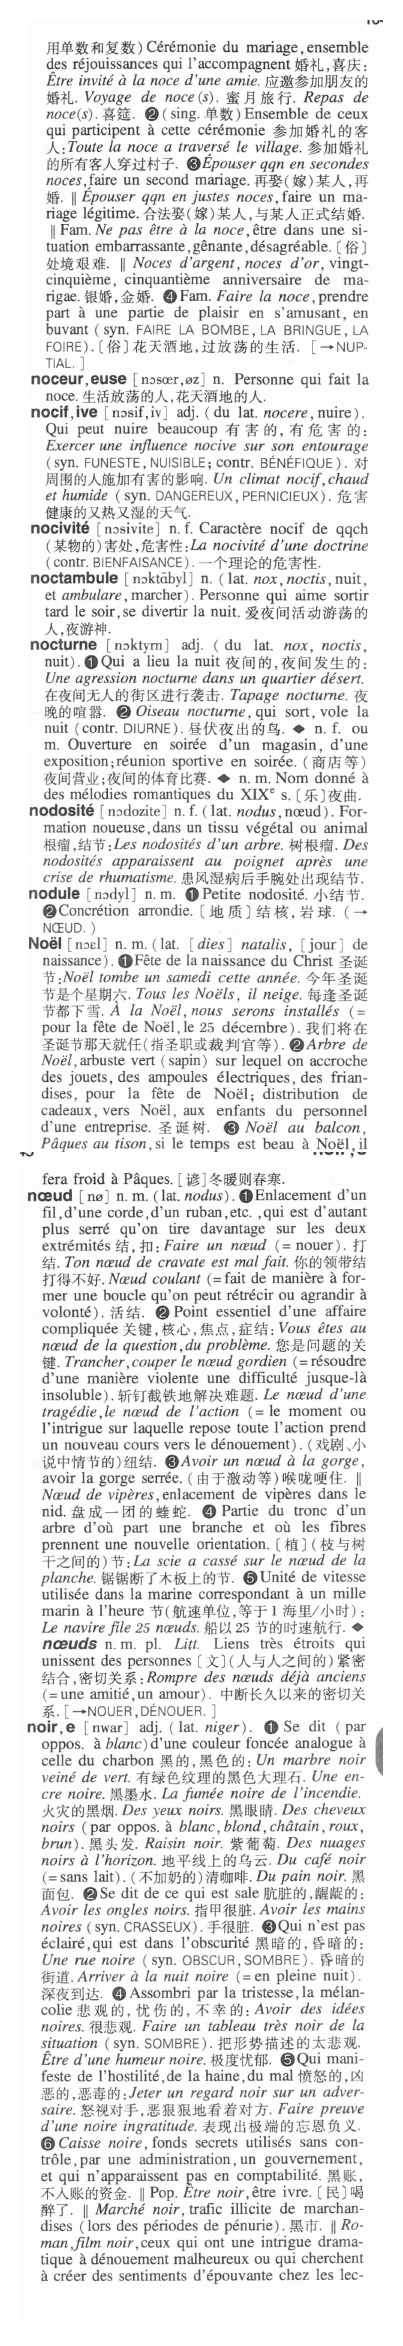 用单数和复数) Cérémonie du mariage, ensemble
des réjouissances qui l'accompagnent 婚礼,喜庆:
Être invité à la noce d'une amie. 应邀参加朋友的
婚礼. Voyage de noce(s). 蜜月旅行. Repas de
noce(s). 喜筵. ❷(sing. 单数) Ensemble de ceux
qui participent à cette cérémonie 参加婚礼的客
人:Toute la noce a traversé le village. 参加婚礼
的所有客人穿过村子. ❸Épouser qqn en secondes
noces, faire un second mariage. 再娶(嫁)某人,再
婚. ‖ Épouser qqn en justes noces, faire un ma-
riage légitime. 合法娶(嫁)某人,与某人正式结婚.
‖ Fam. Ne pas être à la noce, être dans une si-
tuation embarrassante, gênante, désagréable. [俗]
处境艰难. ‖ Noces d'argent, noces d'or, vingt-
cinquième, cinquantième anniversaire de ma-
rigae. 银婚,金婚. ❹Fam. Faire la noce, prendre
part à une partie de plaisir en s'amusant, en
buvant (syn. FAIRE LA BOMBE, LA BRINGUE, LA
FOIRE). [俗]花天酒地,过放荡的生活. [→NUP-
TIAL. ]
noceur, euse [nɔsœr, øz] n. Personne qui fait la
noce. 生活放荡的人,花天酒地的人.
nocif, ive [nɔsif, iv] adj. (du lat. nocere, nuire).
Qui peut nuire beaucoup 有害的,有危害的:
Exercer une influence nocive sur son entourage
(syn. FUNESTE, NUISIBLE; contr. BÉNÉFIQUE). 对
周围的人施加有害的影响. Un climat nocif, chaud
et humide (syn. DANGEREUX, PERNICIEUX). 危害
健康的又热又湿的天气.
nocivité [nɔsivite] n. f. Caractère nocif de qqch
(某物的)害处,危害性:La nocivité d'une doctrine
(contr. BIENFAISANCE). 一个理论的危害性.
noctambule [nɔktɑ̃byl] n. (lat. nox, noctis, nuit,
et ambulare, marcher). Personne qui aime sortir
tard le soir, se divertir la nuit. 爱夜间活动游荡的
人,夜游神.
nocturne [nɔktyrn] adj. (du lat. nox, noctis,
nuit). ❶Qui a lieu la nuit 夜间的,夜间发生的:
Une agression nocturne dans un quartier désert.
在夜间无人的街区进行袭击. Tapage nocturne. 夜
晚的喧嚣. ❷ Oiseau nocturne, qui sort, vole la
nuit (contr. DIURNE). 昼伏夜出的鸟. ◆ n. f. ou
m. Ouverture en soirée d'un magasin, d'une
exposition; réunion sportive en soirée. (商店等)
夜间营业;夜间的体育比赛. ◆ n. m. Nom donné à
des mélodies romantiques du XIXe s. [乐]夜曲.
nodosité [nɔdozite] n. f. (lat. nodus, nœud). For-
mation noueuse, dans un tissu végétal ou animal
根瘤,结节:Les nodosités d'un arbre. 树根瘤. Des
nodosités apparaissent au poignet après une
crise de rhumatisme. 患风湿病后手腕处出现结节.
nodule [nɔdyl] n. m. ❶Petite nodosité. 小结节.
❷Concrétion arrondie. [地质]结核,岩球. (→
NŒUD. )
Noël [nɔɛl] n. m. (lat. [dies] natalis, [jour] de
naissance). ❶Fête de la naissance du Christ 圣诞
节:Noël tombe un samedi cette année. 今年圣诞
节是个星期六. Tous les Noëls, il neige. 每逢圣诞
节都下雪. À la Noël, nous serons installés (=
pour la fête de Noël, le 25 décembre). 我们将在
圣诞节那天就任(指圣职或裁判官等). ❷Arbre de
Noël, arbuste vert (sapin) sur lequel on accroche
des jouets, des ampoules électriques, des frian-
dises, pour la fête de Noël; distribution de
cadeaux, vers Noël, aux enfants du personnel
d'une entreprise. 圣诞树. ❸ Noël au balcon,
Pâques au tison, si le temps est beau à Noël, il
fera froid à Pâques. [谚]冬暖则春寒.
nœud [nø] n. m. (lat. nodus). ❶Enlacement d'un
fil, d'une corde, d'un ruban, etc. , qui est d'autant
plus serré qu'on tire davantage sur les deux
extrémités 结,扣:Faire un nœud (= nouer). 打
结. Ton nœud de cravate est mal fait. 你的领带结
打得不好. Nœud coulant (=fait de manière à for-
mer une boucle qu'on peut rétrécir ou agrandir à
volonté). 活结. ❷ Point essentiel d'une affaire
compliquée 关键,核心,焦点,症结:Vous êtes au
nœud de la question, du problème. 您是问题的关
键. Trancher, couper le nœud gordien (=résoudre
d'une manière violente une difficulté jusque-là
insoluble). 斩钉截铁地解决难题. Le nœud d'une
tragédie, le nœud de l'action (= le moment ou
l'intrigue sur laquelle repose toute l'action prend
un nouveau cours vers le dénouement). (戏剧、小
说中情节的)纽结. ❸Avoir un nœud à la gorge,
avoir la gorge serrée. (由于激动等)喉咙哽住. ‖
Nœud de vipères, enlacement de vipères dans le
nid. 盘成一团的蝰蛇. ❹ Partie du tronc d'un
arbre d'où part une branche et où les fibres
prennent une nouvelle orientation. [植](枝与树
干之间的)节:La scie a cassé sur le nœud de la
planche. 锯锯断了木板上的节. ❺Unité de vitesse
utilisée dans la marine correspondant à un mille
marin à l'heure 节(航速单位,等于1海里/小时):
Le navire file 25 nœuds. 船以25 节的时速航行. ◆
nœuds n. m. pl. Litt. Liens très étroits qui
unissent des personnes [文](人与人之间的)紧密
结合,密切关系:Rompre des nœuds déjà anciens
(=une amitié, un amour). 中断长久以来的密切关
系. [→NOUER, DÉNOUER. ]
noir, e [nwar] adj. (lat. niger). ❶ Se dit (par
oppos. à blanc) d'une couleur foncée analogue à
celle du charbon 黑的,黑色的: Un marbre noir
veiné de vert. 有绿色纹理的黑色大理石. Une en-
cre noire. 黑墨水. La fumée noire de l'incendie.
火灾的黑烟. Des yeux noirs. 黑眼睛. Des cheveux
noirs (par oppos. à blanc, blond, châtain, roux,
brun). 黑头发. Raisin noir. 紫葡萄. Des nuages
noirs à l'horizon. 地平线上的乌云. Du café noir
(=sans lait). (不加奶的)清咖啡. Du pain noir. 黑
面包. ❷Se dit de ce qui est sale 肮脏的,龌龊的:
Avoir les ongles noirs. 指甲很脏. Avoir les mains
noires (syn. CRASSEUX). 手很脏. ❸Qui n'est pas
éclairé, qui est dans l'obscurité 黑暗的,昏暗的:
Une rue noire (syn. OBSCUR, SOMBRE). 昏暗的
街道. Arriver à la nuit noire (=en pleine nuit).
深夜到达. ❹Assombri par la tristesse, la mélan-
colie 悲观的,忧伤的,不幸的: Avoir des idées
noires. 很悲观. Faire un tableau très noir de la
situation (syn. SOMBRE). 把形势描述的太悲观.
Être d'une humeur noire. 极度忧郁. ❺Qui mani-
feste de l'hostilité, de la haine, du mal 愤怒的,凶
恶的,恶毒的:Jeter un regard noir sur un adver-
saire. 怒视对手,恶狠狠地看着对方. Faire preuve
d'une noire ingratitude. 表现出极端的忘恩负义.
❻ Caisse noire, fonds secrets utilisés sans con-
trôle, par une administration, un gouvernement,
et qui n'apparaissent pas en comptabilité. 黑账,
不入账的资金. ‖ Pop. Être noir, être ivre. [民]喝
醉了. ‖ Marché noir, trafic illicite de marchan-
dises (lors des périodes de pénurie). 黑市. ‖ Ro-
man, film noir, ceux qui ont une intrigue drama-
tique à dénouement malheureux ou qui cherchent
à créer des sentiments d'épouvante chez les lec-